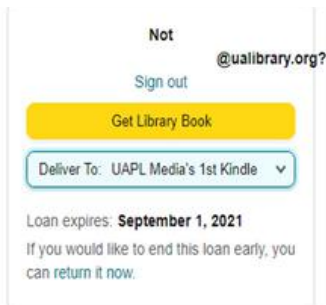 Not
@ualibrary.org?
Sign out
Get Library Book
Deliver To: UAPL Media's 1st Kindle
Loan expires: September 1, 2021
If you would like to end this loan early, you
can return it now.